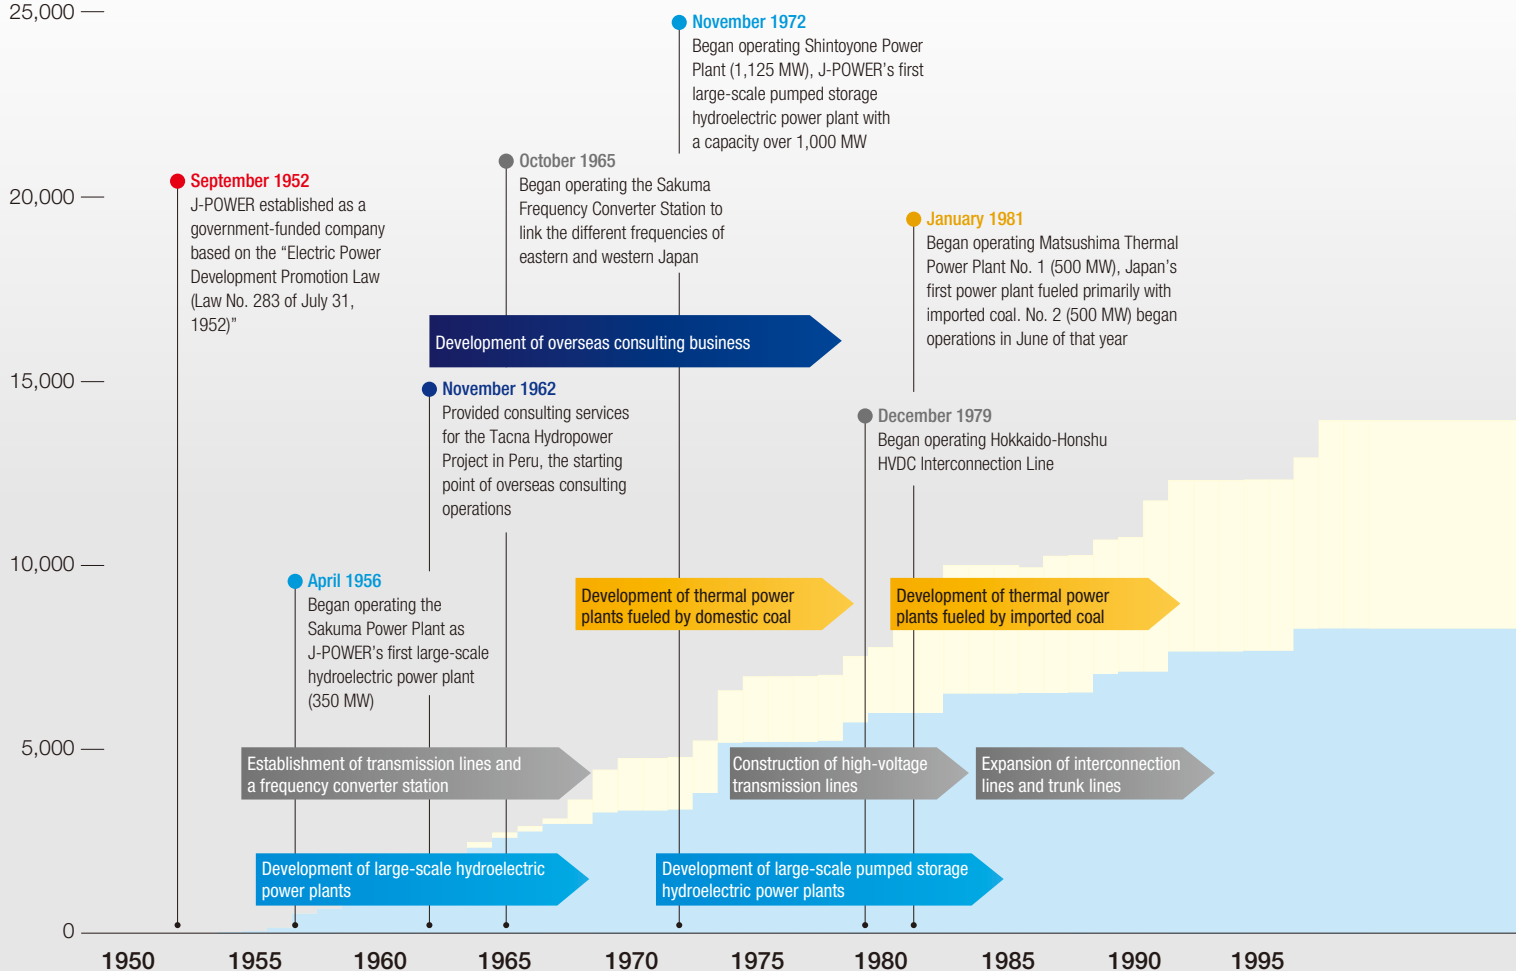 25,000
20,000
15,000
10,000
5,000
0
September 1952
J-POWER established as a
government-funded company
based on the “Electric Power
Development Promotion Law
(Law No. 283 of July 31,
1952)”
April 1956
Began operating the
Sakuma Power Plant as
J-POWER’s first large-scale
hydroelectric power plant
(350 MW)
November 1962
Provided consulting services
for the Tacna Hydropower
Project in Peru, the starting
point of overseas consulting
operations
October 1965
Began operating the Sakuma
Frequency Converter Station to
link the different frequencies of
eastern and western Japan
November 1972
Began operating Shintoyone Power
Plant (1,125 MW), J-POWER’s first
large-scale pumped storage
hydroelectric power plant with
a capacity over 1,000 MW
December 1979
Began operating Hokkaido-Honshu
HVDC Interconnection Line
January 1981
Began operating Matsushima Thermal
Power Plant No. 1 (500 MW), Japan’s
first power plant fueled primarily with
imported coal. No. 2 (500 MW) began
operations in June of that year
Development of overseas consulting business
Development of thermal power
plants fueled by domestic coal
Development of thermal power
plants fueled by imported coal
Establishment of transmission lines and
a frequency converter station
Construction of high-voltage
transmission lines
Expansion of interconnection
lines and trunk lines
Development of large-scale hydroelectric
power plants
Development of large-scale pumped storage
hydroelectric power plants
1950
1955
1960
1965
1970
1975
1980
1985
1990
1995